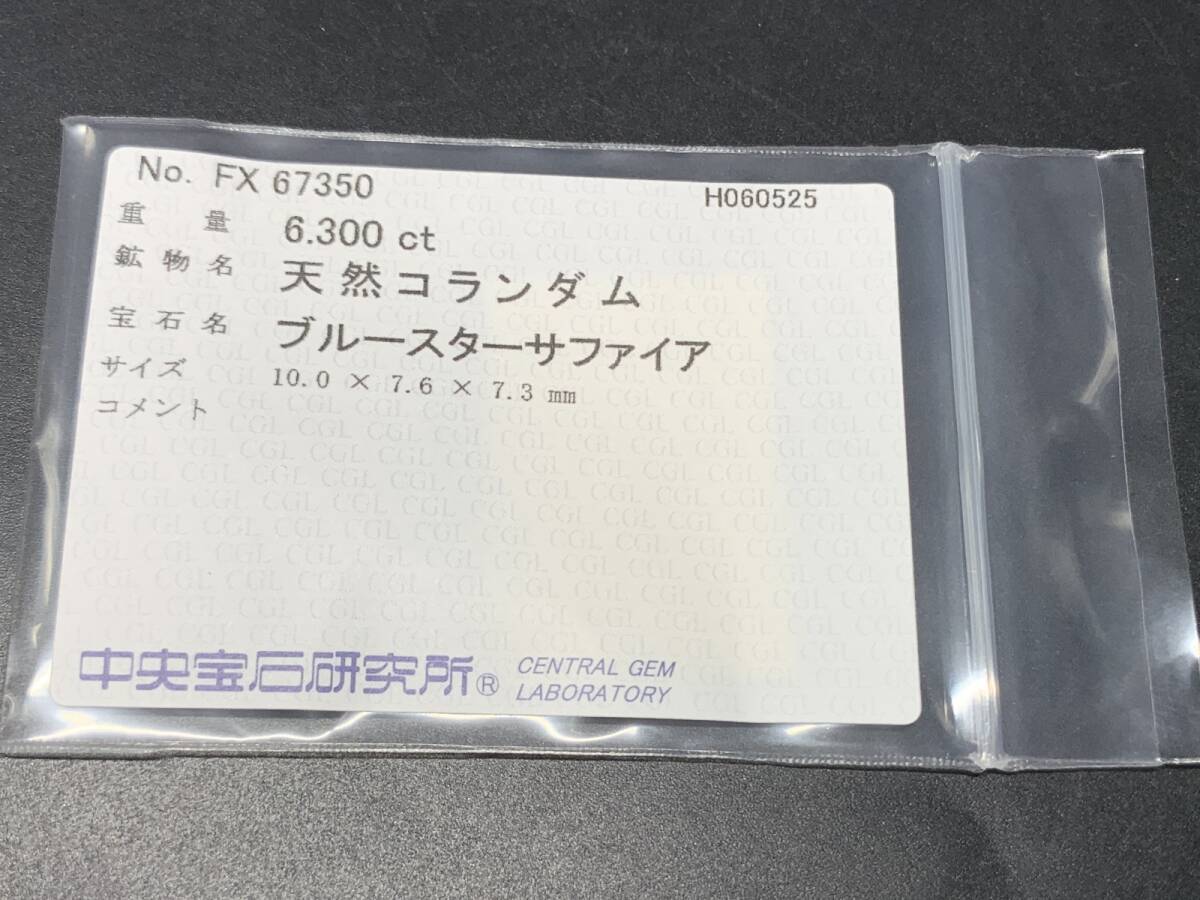 No. FX 67350
H060525
重量 6.300 ct
鉱物名 天然コランダム
宝石名 ブルースターサファイア
サイズ 10.0 × 7.6 × 7.3 ㎜
コメント
中央宝石研究所® CENTRAL GEM LABORATORY